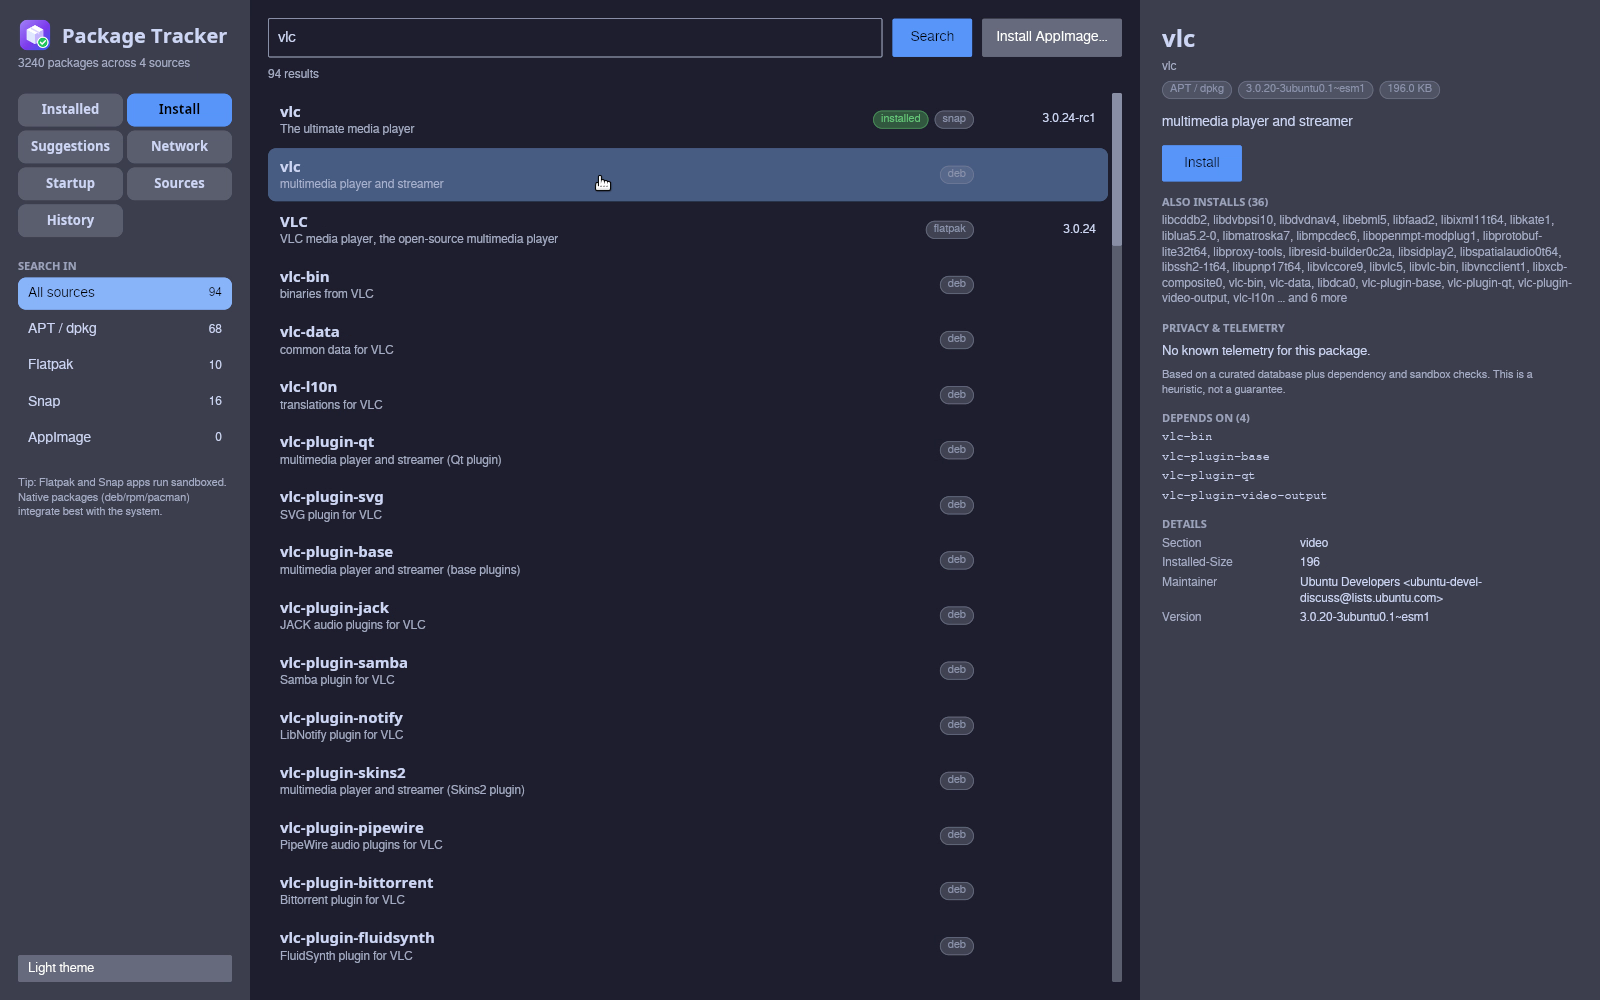 Package Tracker
3240 packages across 4 sources
Installed
Install
Suggestions
Network
Startup
Sources
History
SEARCH IN
All sources 94
APT / dpkg 68
Flatpak 10
Snap 16
AppImage 0
Tip: Flatpak and Snap apps run sandboxed.
Native packages (deb/rpm/pacman)
integrate best with the system.
Light theme
vlc
Search
Install AppImage...
94 results
vlc
The ultimate media player
installed snap 3.0.24-rc1
vlc
multimedia player and streamer
deb
VLC
VLC media player, the open-source multimedia player
flatpak 3.0.24
vlc-bin
binaries from VLC
deb
vlc-data
common data for VLC
deb
vlc-l10n
translations for VLC
deb
vlc-plugin-qt
multimedia player and streamer (Qt plugin)
deb
vlc-plugin-svg
SVG plugin for VLC
deb
vlc-plugin-base
multimedia player and streamer (base plugins)
deb
vlc-plugin-jack
JACK audio plugins for VLC
deb
vlc-plugin-samba
Samba plugin for VLC
deb
vlc-plugin-notify
LibNotify plugin for VLC
deb
vlc-plugin-skins2
multimedia player and streamer (Skins2 plugin)
deb
vlc-plugin-pipewire
PipeWire audio plugins for VLC
deb
vlc-plugin-bittorrent
Bittorrent plugin for VLC
deb
vlc-plugin-fluidsynth
FluidSynth plugin for VLC
deb
vlc
vlc
APT / dpkg 3.0.20-3ubuntu0.1~esm1 196.0 KB
multimedia player and streamer
Install
ALSO INSTALLS (36)
libcddb2, libdvbpsi10, libdvdnav4, libebml5, libfaad2, libixml11t64, libkate1,
liblua5.2-0, libmatroska7, libmpcdec6, libopenmpt-modplug1, libprotobuf-
lite32t64, libproxy-tools, libresid-builder0c2a, libsidplay2, libspatialaudio0t64,
libssh2-1t64, libupnp17t64, libvlccore9, libvlc5, libvlc-bin, libvncclient1, libxcb-
composite0, vlc-bin, vlc-data, libdca0, vlc-plugin-base, vlc-plugin-qt, vlc-plugin-
video-output, vlc-l10n ... and 6 more
PRIVACY & TELEMETRY
No known telemetry for this package.
Based on a curated database plus dependency and sandbox checks. This is a
heuristic, not a guarantee.
DEPENDS ON (4)
vlc-bin
vlc-plugin-base
vlc-plugin-qt
vlc-plugin-video-output
DETAILS
Section video
Installed-Size 196
Maintainer Ubuntu Developers <ubuntu-devel-
discuss@lists.ubuntu.com>
Version 3.0.20-3ubuntu0.1~esm1